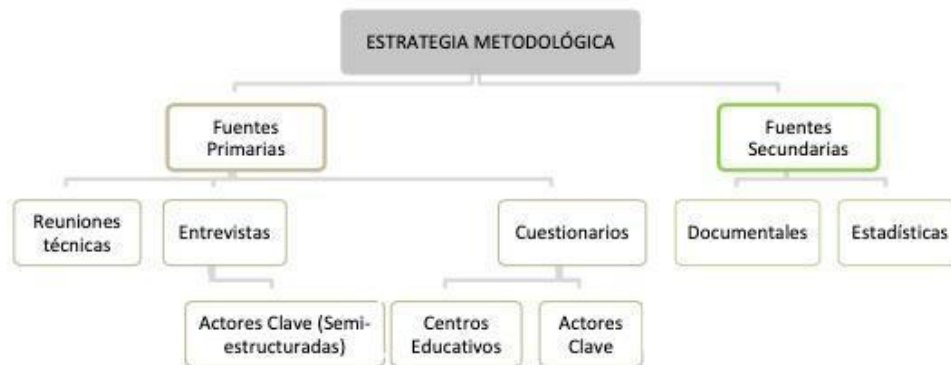 ESTRATEGIA METODOLÓGICA
Fuentes
Primarias
Fuentes
Secundarias
Reuniones
técnicas
Entrevistas
Cuestionarios
Documentales
Estadísticas
Actores Clave (Semi-
estructuradas)
Centros
Educativos
Actores
Clave